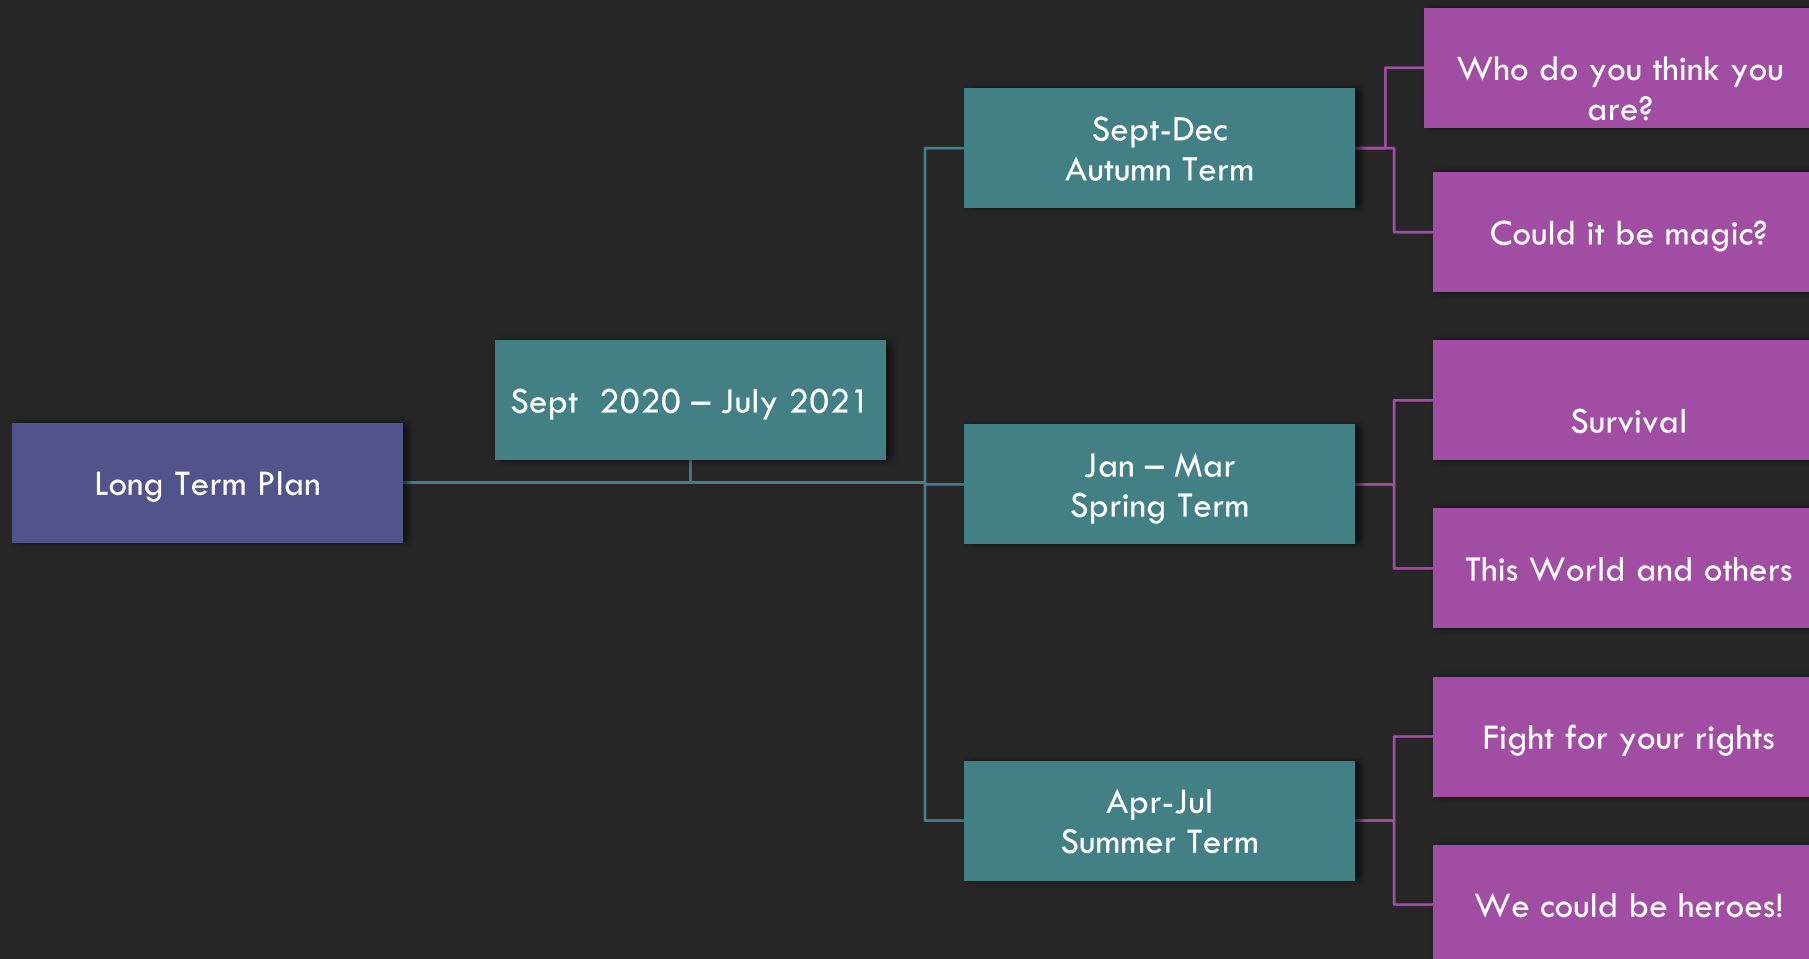 Long Term Plan
Sept  2020 – July 2021
Sept-Dec
Autumn Term
Who do you think you
are?
Could it be magic?
Jan – Mar
Spring Term
Survival
This World and others
Apr-Jul
Summer Term
Fight for your rights
We could be heroes!